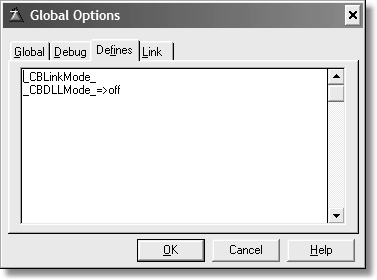 Global Options
Global Debug Defines Link
_CBLinkMode_
_CBDLLMode_=>off
OK Cancel Help